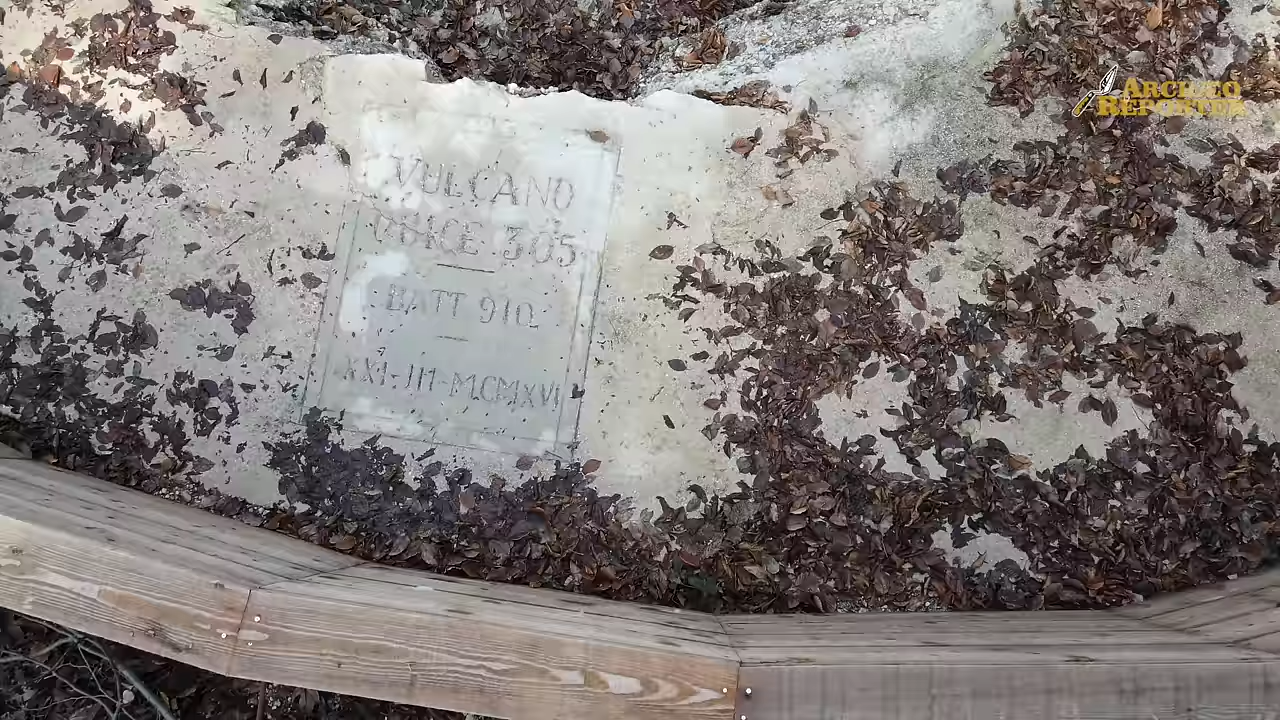 VULCANO
OBICE 305
BATT 910
XXI-III-MCMXVI
ARCHEO
REPORTER